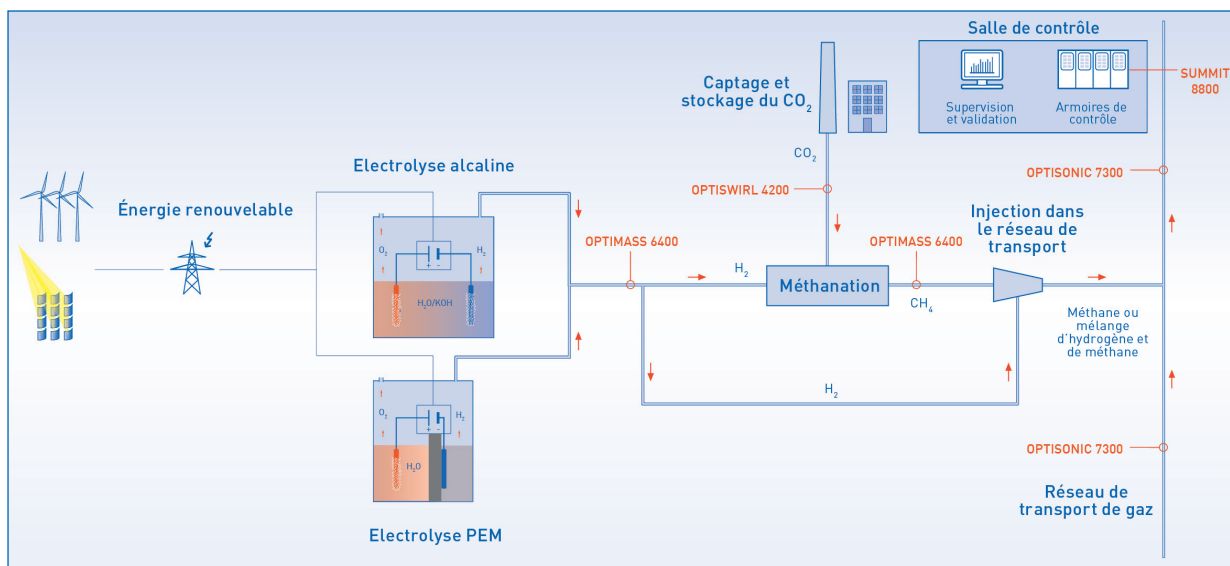 Salle de contrôle
Captage et
stockage du CO₂
SUMMIT
8800
Supervision
et validation
Armoires de
contrôle
CO₂
Electrolyse alcaline
OPTISONIC 7300
OPTISWIRL 4200
Énergie renouvelable
Injection dans
le réseau de
transport
OPTIMASS 6400
OPTIMASS 6400
O₂
H₂
+ -
H₂O/KOH
H₂
Méthanation
CH₄
Méthane ou
mélange
d'hydrogène et
de méthane
H₂
O₂
H₂
+ -
H₂O
OPTISONIC 7300
Réseau de
transport de gaz
Electrolyse PEM